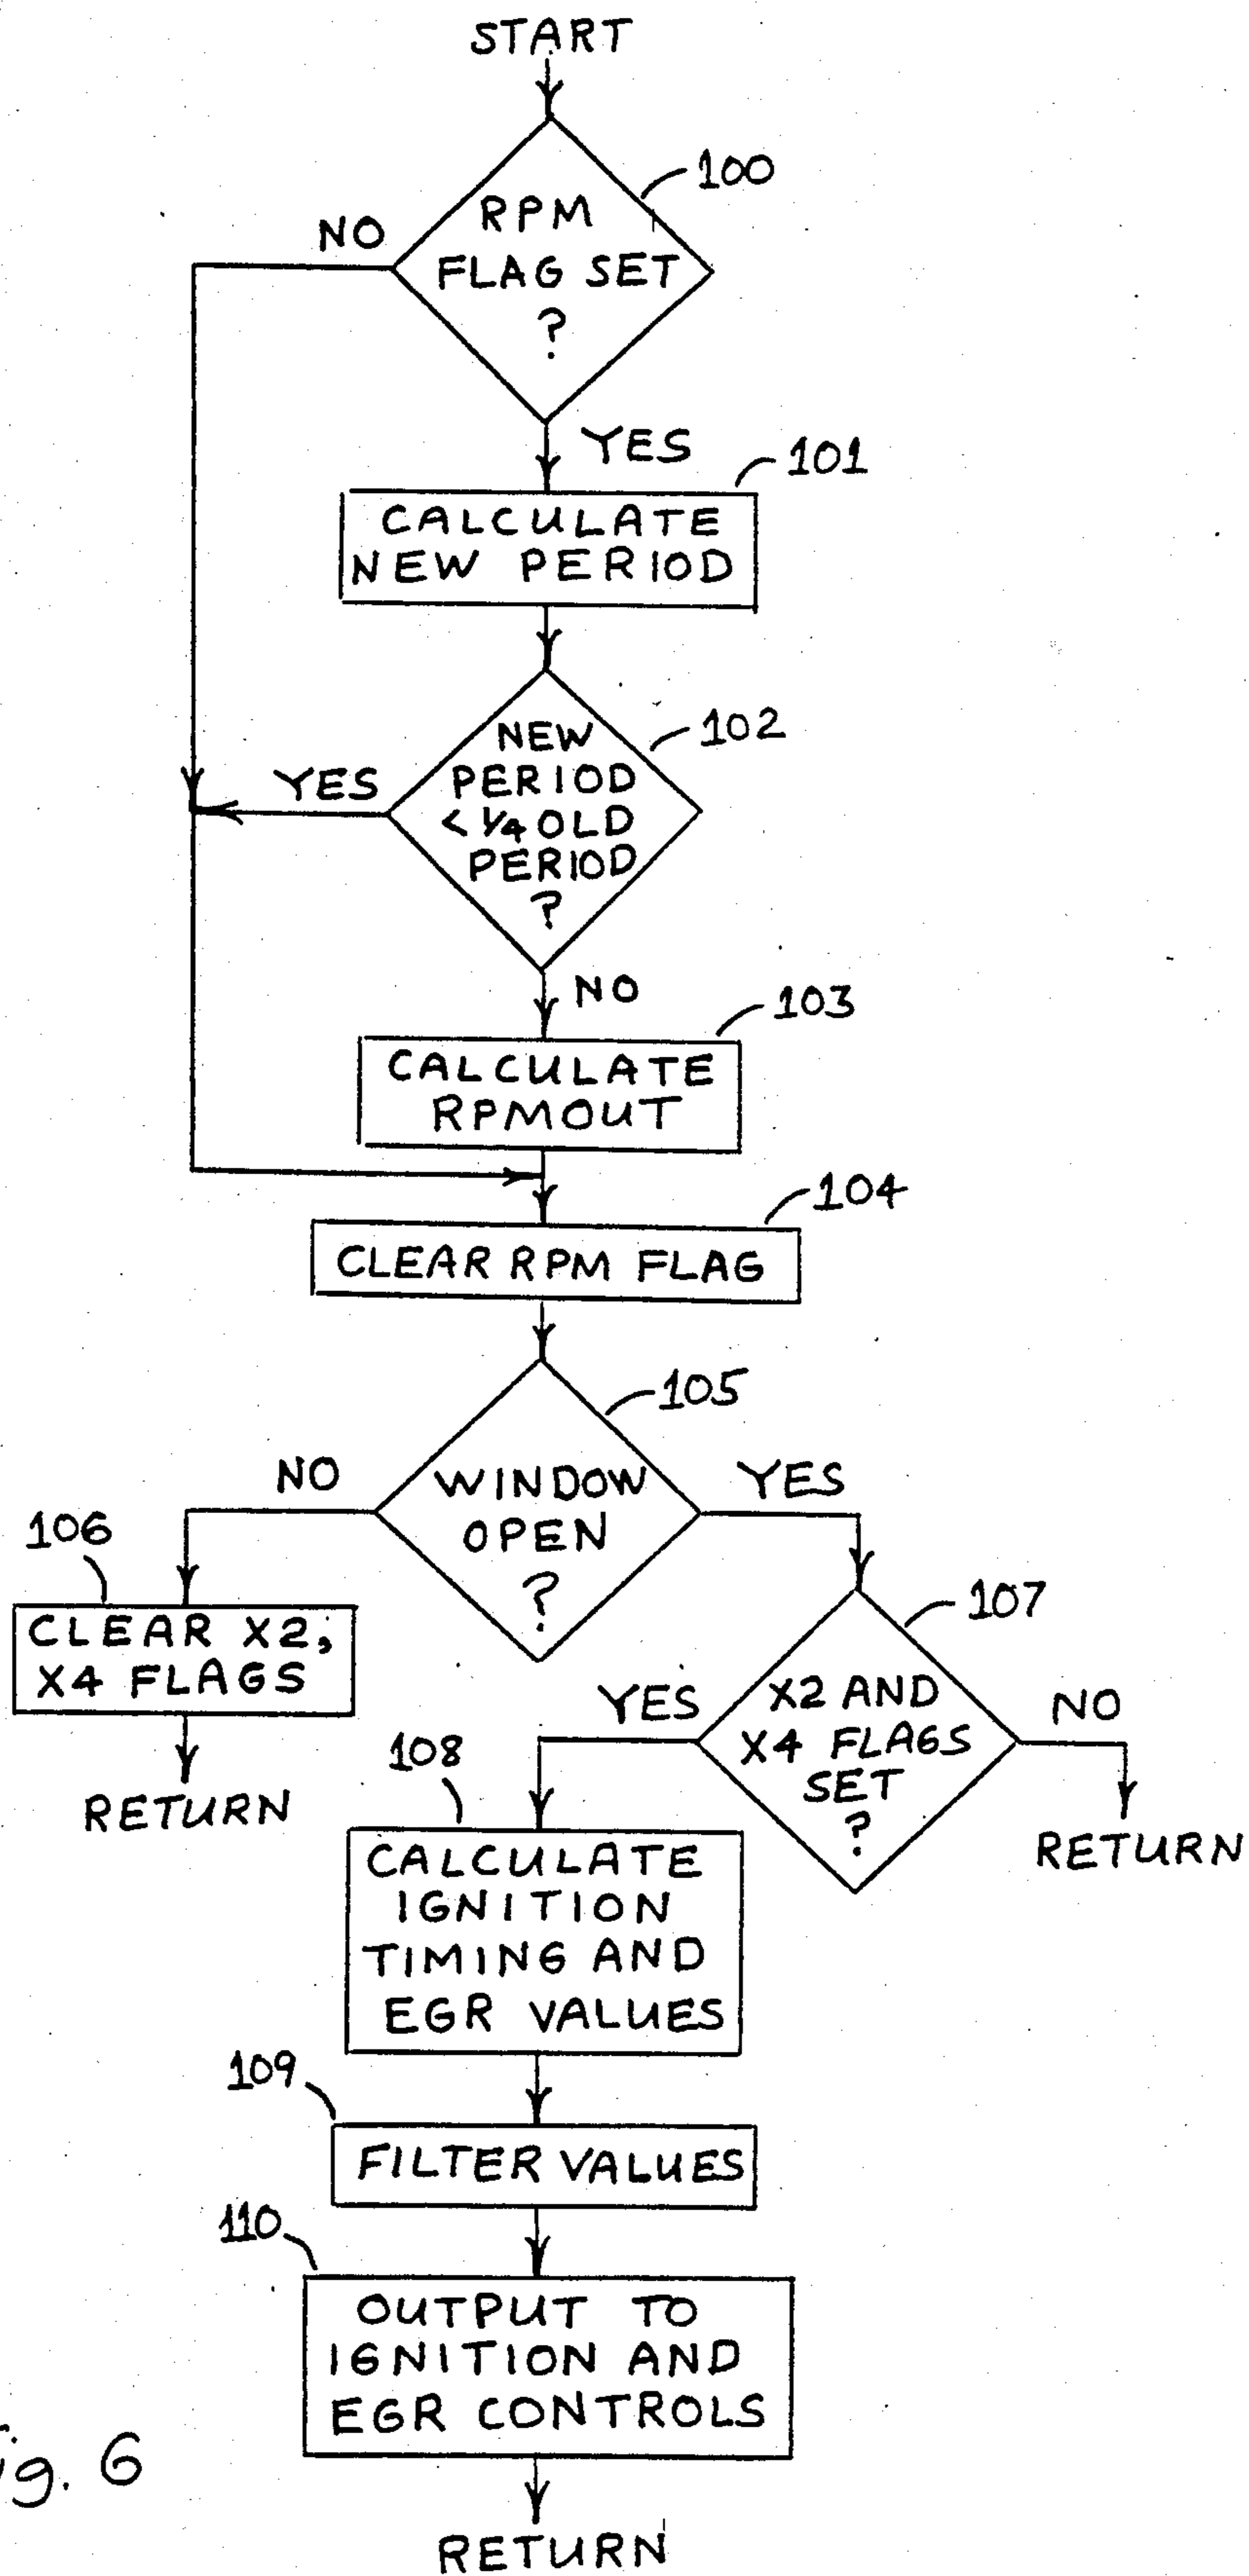 START
100
RPM
FLAG SET
?
NO
YES
101
CALCULATE
NEW PERIOD
102
NEW
PERIOD
< 1/4 OLD
PERIOD
?
YES
NO
103
CALCULATE
RPMOUT
104
CLEAR RPM FLAG
105
WINDOW
OPEN
?
NO
YES
106
CLEAR X2,
X4 FLAGS
RETURN
107
X2 AND
X4 FLAGS
SET
?
YES
NO
RETURN
108
CALCULATE
IGNITION
TIMING AND
EGR VALUES
109
FILTER VALUES
110
OUTPUT TO
IGNITION AND
EGR CONTROLS
RETURN
ig. 6